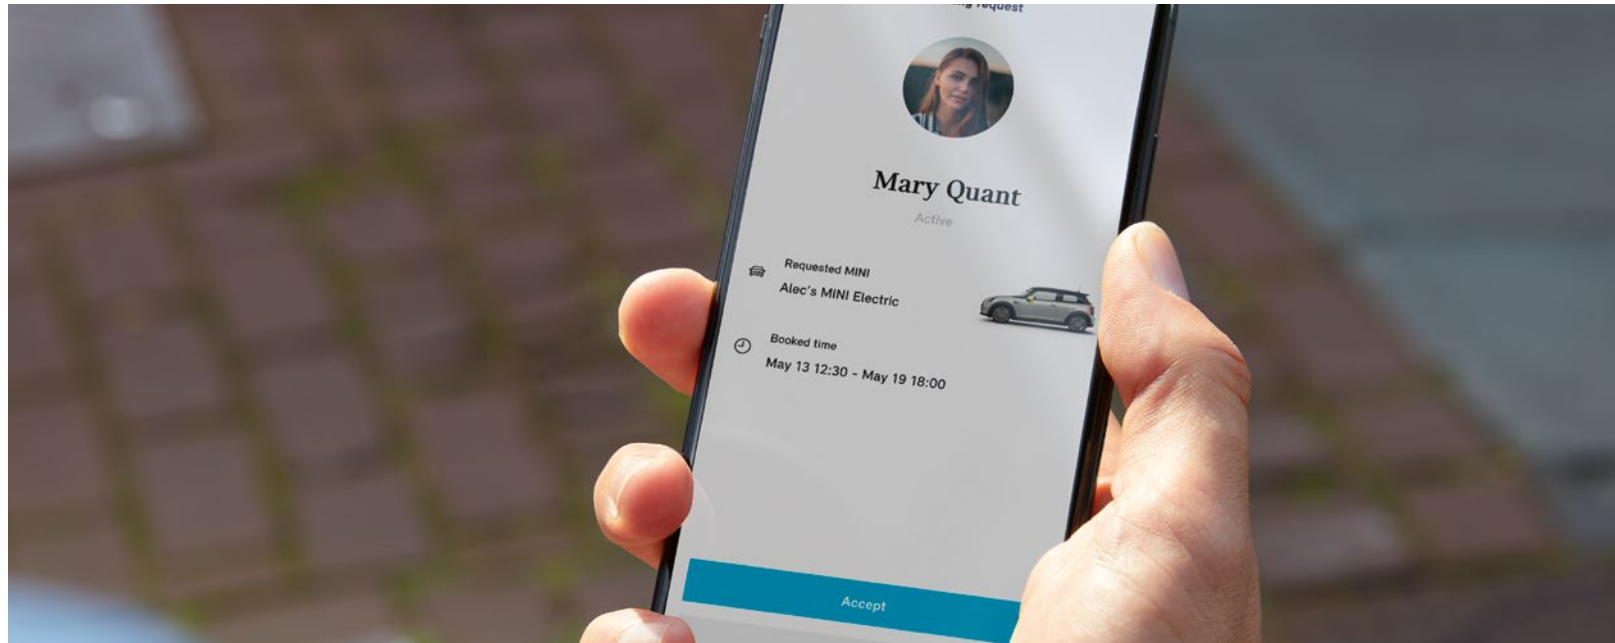 request
Mary Quant
Active
Requested MINI
Alec's MINI Electric
Booked time
May 13 12:30 - May 19 18:00
Accept